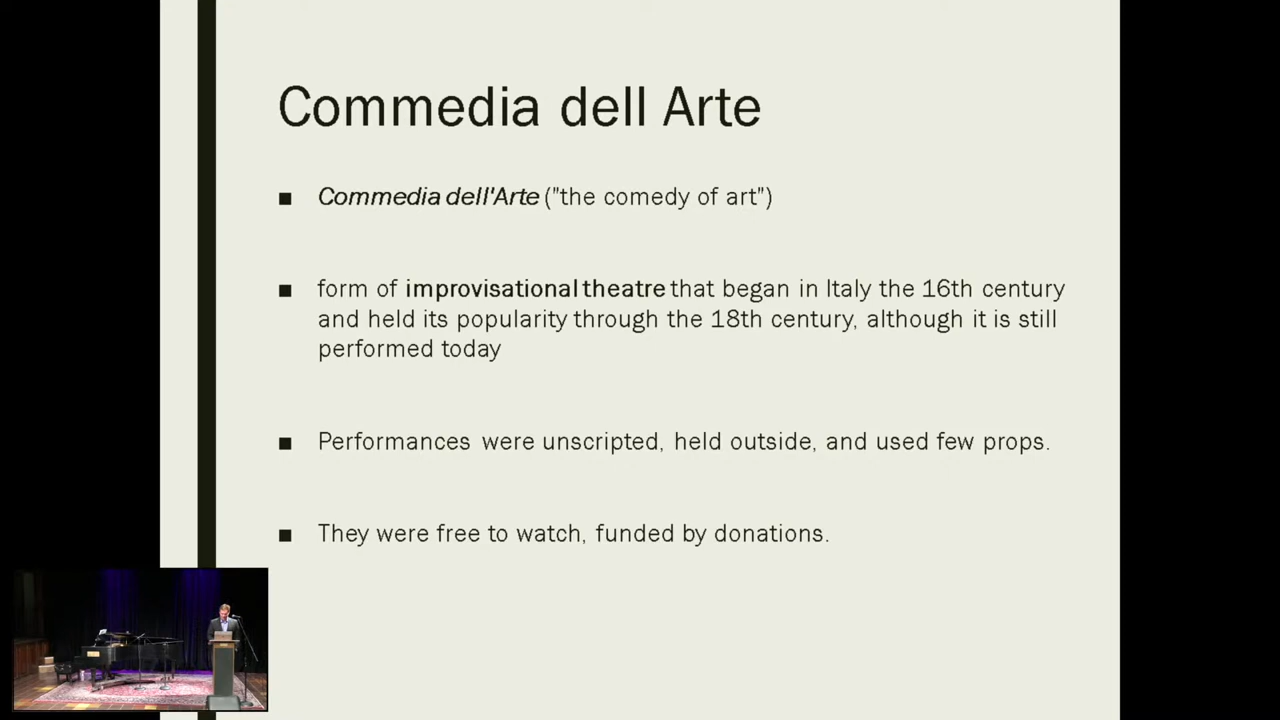 Commedia dell Arte
Commedia dell'Arte ("the comedy of art")
form of improvisational theatre that began in Italy the 16th century
and held its popularity through the 18th century, although it is still
performed today
Performances were unscripted, held outside, and used few props.
They were free to watch, funded by donations.